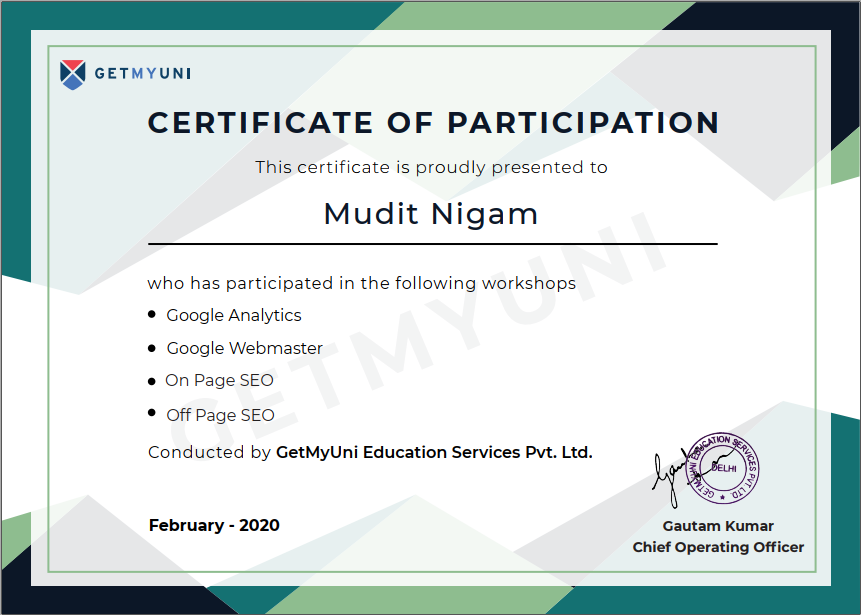 GETMYUNI
CERTIFICATE OF PARTICIPATION
This certificate is proudly presented to
Mudit Nigam
who has participated in the following workshops
• Google Analytics
• Google Webmaster
• On Page SEO
• Off Page SEO
GETMYUNI
Conducted by GetMyUni Education Services Pvt. Ltd.
GETMYUNI EDUCATION SERVICES PVT LTD.
DELHI
February - 2020
Gautam Kumar
Chief Operating Officer